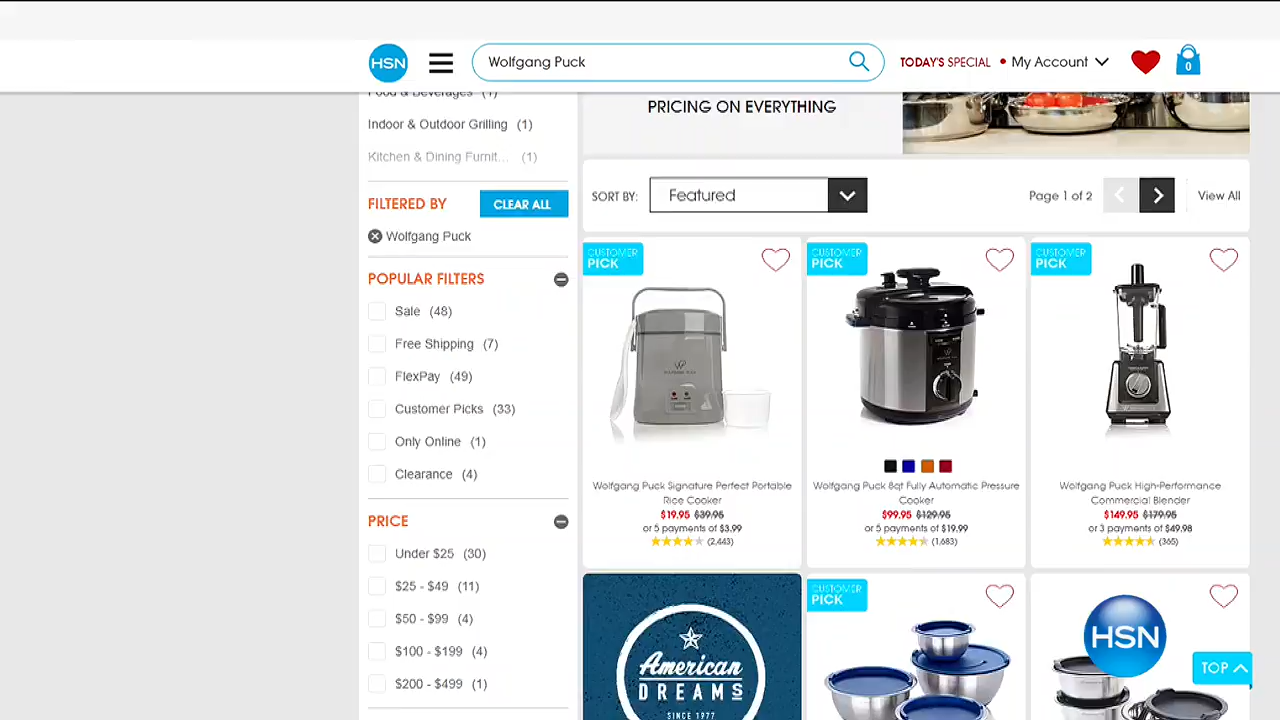 HSN
Wolfgang Puck
TODAY'S SPECIAL
My Account
0
Food & Beverages (1)
Indoor & Outdoor Grilling (1)
Kitchen & Dining Furnit... (1)
FILTERED BY
CLEAR ALL
Wolfgang Puck
POPULAR FILTERS
Sale (48)
Free Shipping (7)
FlexPay (49)
Customer Picks (33)
Only Online (1)
Clearance (4)
PRICE
Under $25 (30)
$25 - $49 (11)
$50 - $99 (4)
$100 - $199 (4)
$200 - $499 (1)
PRICING ON EVERYTHING
SORT BY:
Featured
Page 1 of 2
View All
CUSTOMER
PICK
Wolfgang Puck Signature Perfect Portable
Rice Cooker
$19.95 $39.95
or 5 payments of $3.99
(2,443)
CUSTOMER
PICK
Wolfgang Puck 8qt Fully Automatic Pressure
Cooker
$99.95 $129.95
or 5 payments of $19.99
(1,683)
CUSTOMER
PICK
Wolfgang Puck High-Performance
Commercial Blender
$149.95 $179.95
or 3 payments of $49.98
(365)
American
DREAMS
SINCE 1977
CUSTOMER
PICK
HSN
TOP